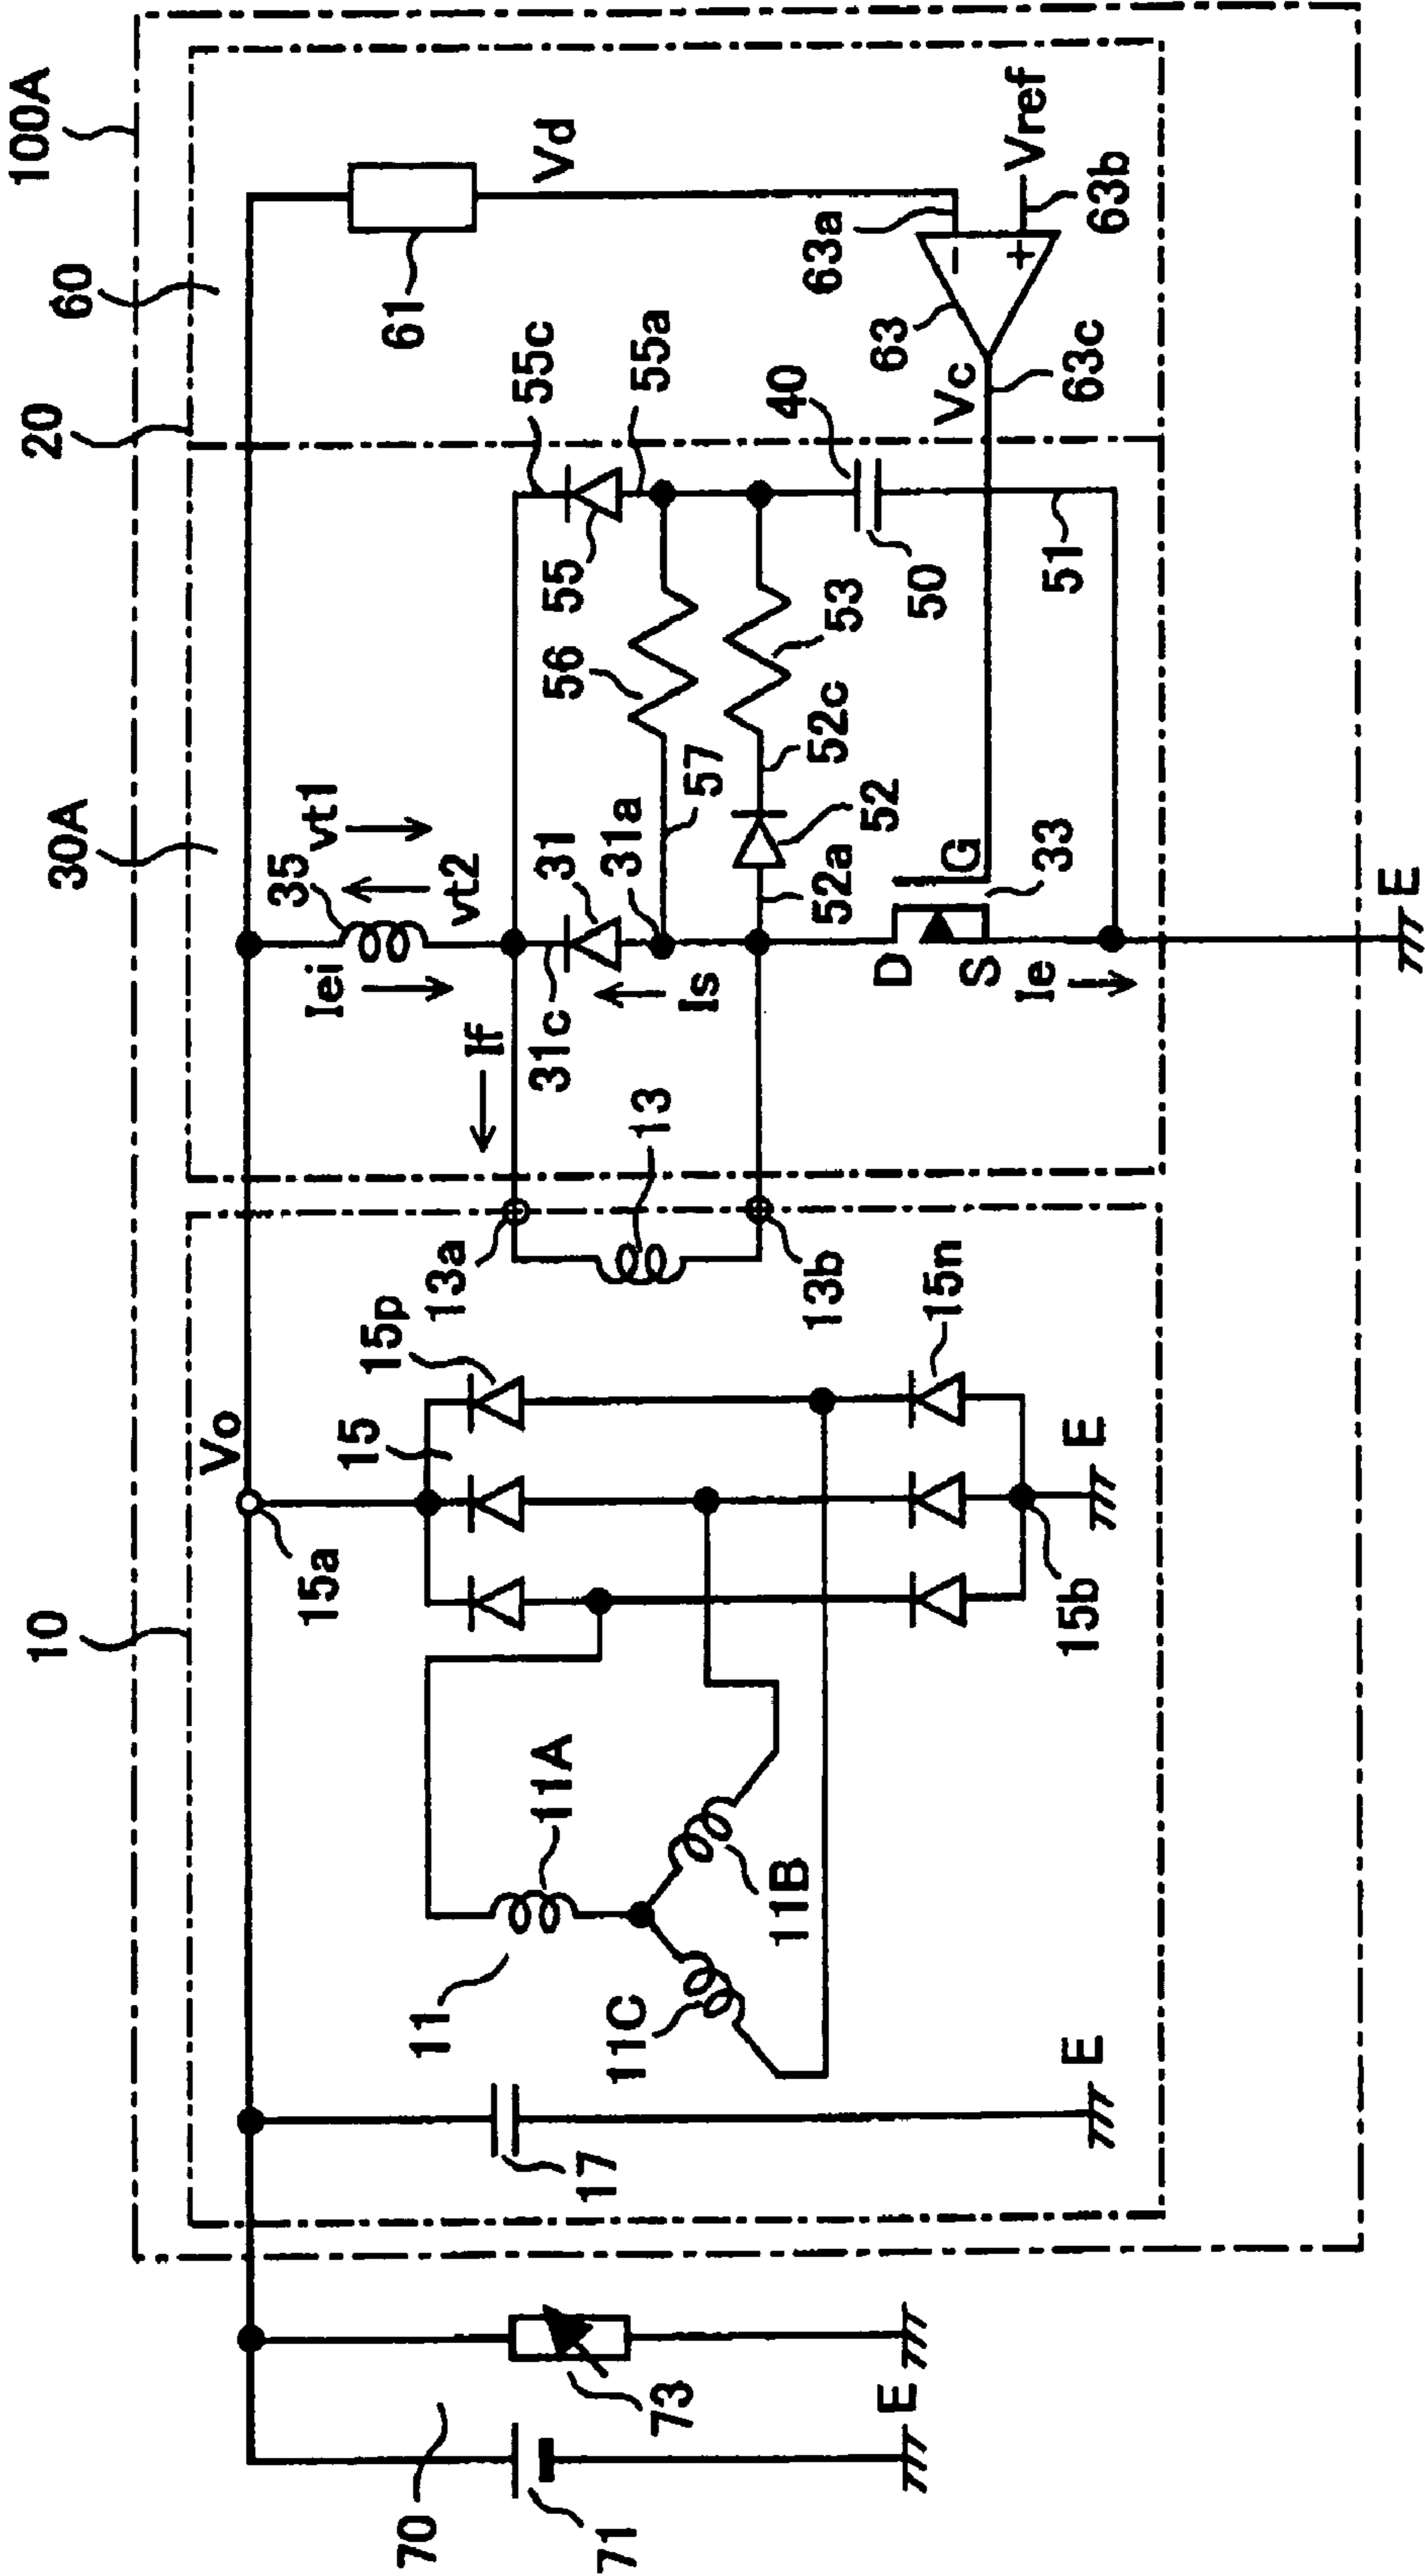 100A
20
60
30A
10
Vo
15a
15
15p
13a
13
13b
15n
15b
E
11
11A
11B
11C
17
E
70
71
73
E
35
vt1
vt2
Iei
If
31c
31
31a
Is
57
56
55
55c
55a
53
52c
52
52a
40
50
51
D
G
S
33
Ie
E
61
Vd
63a
63
−
+
Vref
63b
Vc
63c